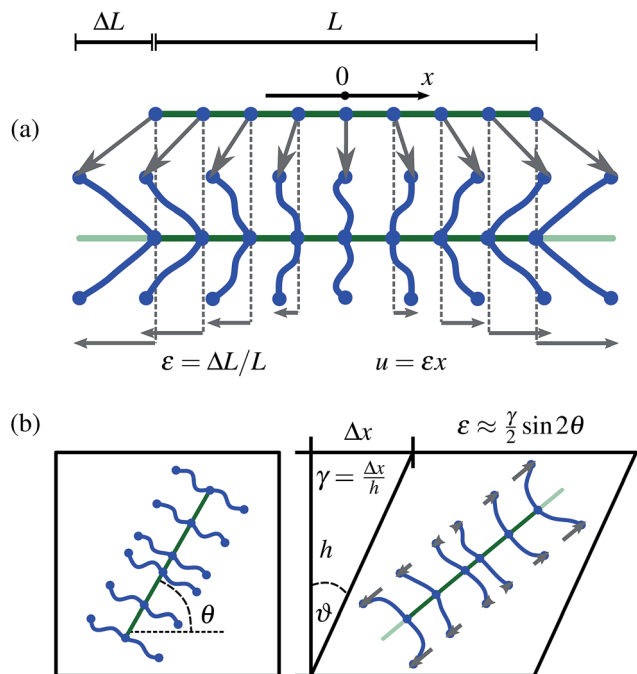 ΔL L
0 x
(a)
ε = ΔL/L u = εx
(b) Δx ε ≈ γ/2 sin 2θ
γ = Δx/h
h
θ ϑ